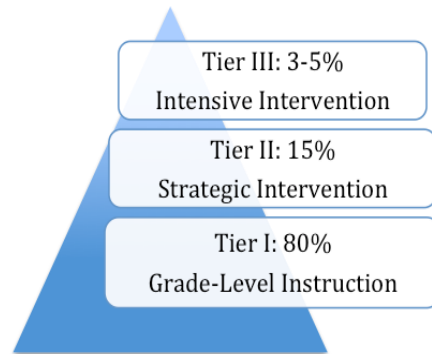 Tier III: 3-5%
Intensive Intervention
Tier II: 15%
Strategic Intervention
Tier I: 80%
Grade-Level Instruction